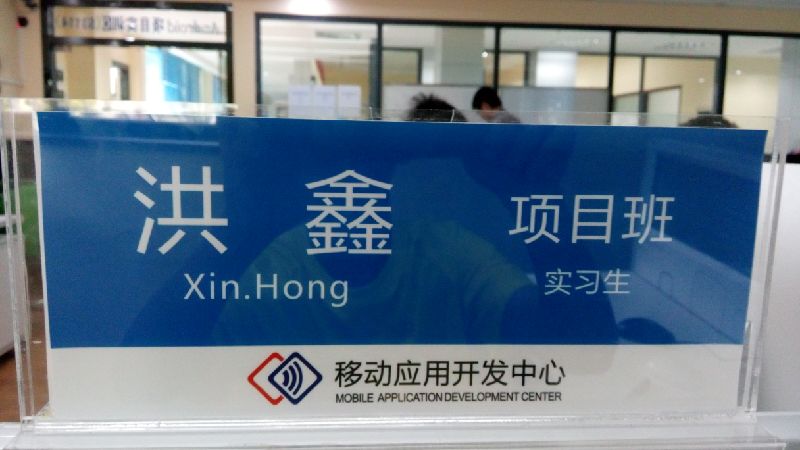 洪 鑫
Xin.Hong
项目班
实习生
移动应用开发中心
MOBILE APPLICATION DEVELOPMENT CENTER